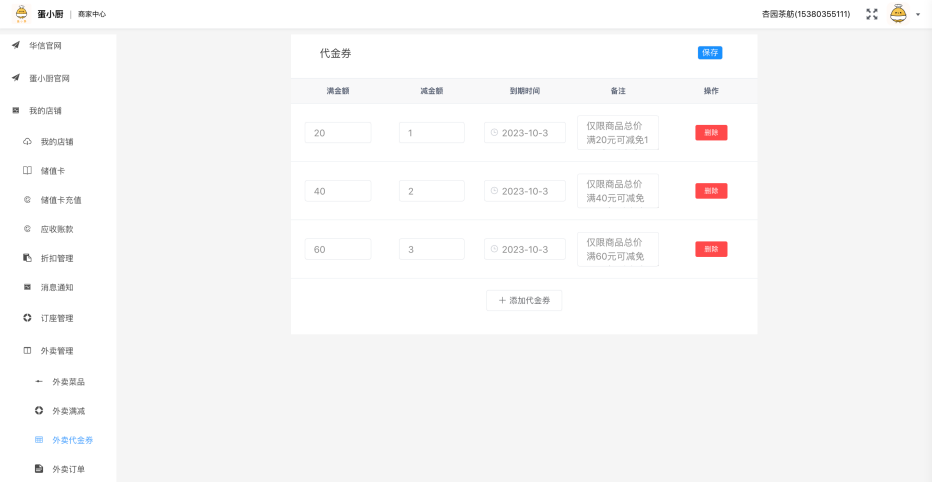 蛋小厨 | 商家中心
杏园茶舫(15380355111)
华信官网
蛋小厨官网
我的店铺
我的店铺
储值卡
储值卡充值
应收账款
折扣管理
消息通知
订座管理
外卖管理
外卖菜品
外卖满减
外卖代金券
外卖订单
代金券
保存
满金额 减金额 到期时间 备注 操作
20 1 2023-10-3 仅限商品总价
满20元可减免1
删除
40 2 2023-10-3 仅限商品总价
满40元可减免
删除
60 3 2023-10-3 仅限商品总价
满60元可减免
删除
+ 添加代金券